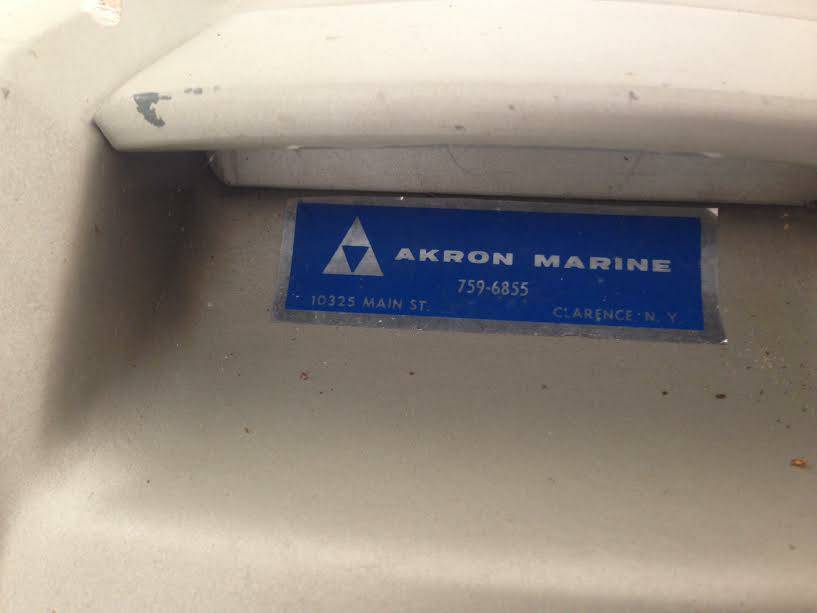 AKRON MARINE
759-6855
10325 MAIN ST. CLARENCE N. Y.